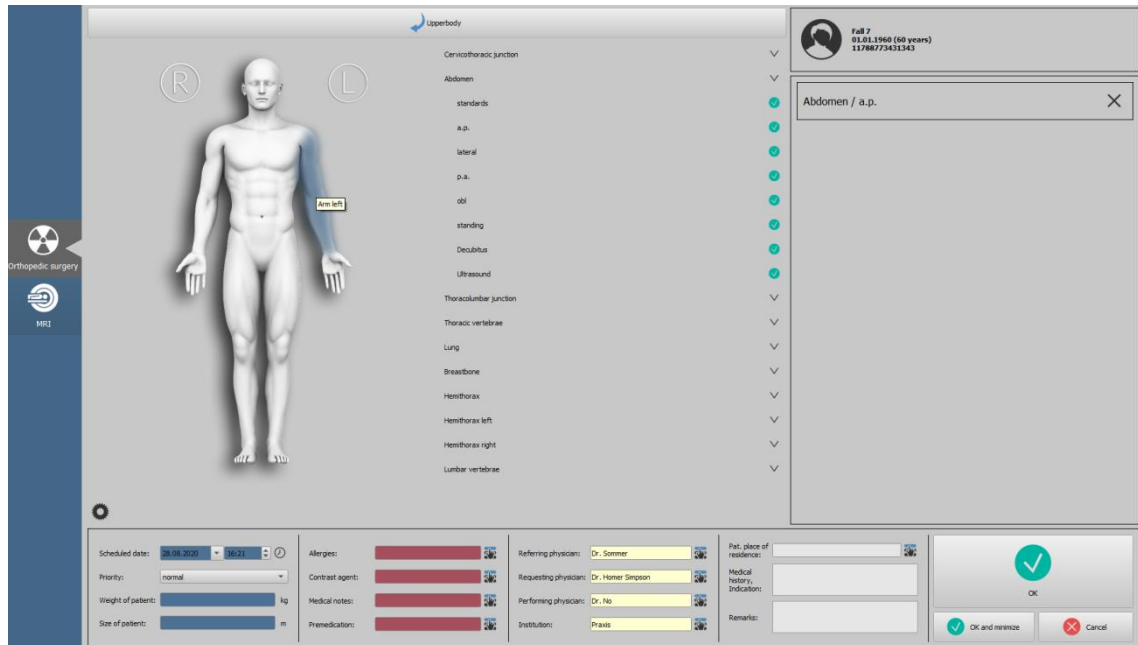 Upperbody
R
L
Arm left
Orthopedic surgery
MRI
Cervicothoracic junction
Abdomen
standards
a.p.
lateral
p.a.
obl
standing
Decubitus
Ultrasound
Thoracolumbar junction
Thoracic vertebrae
Lung
Breastbone
Hemithorax
Hemithorax left
Hemithorax right
Lumbar vertebrae
Fall 7
01.01.1960 (60 years)
11788773431343
Abdomen / a.p.
Scheduled date: 28.08.2020 16:21
Priority: normal
Weight of patient: kg
Size of patient: m
Allergies:
Contrast agent:
Medical notes:
Premedication:
Referring physician: Dr. Sommer
Requesting physician: Dr. Homer Simpson
Performing physician: Dr. No
Institution: Praxis
Pat. place of
residence:
Medical
history,
Indication:
Remarks:
OK
OK and minimize
Cancel